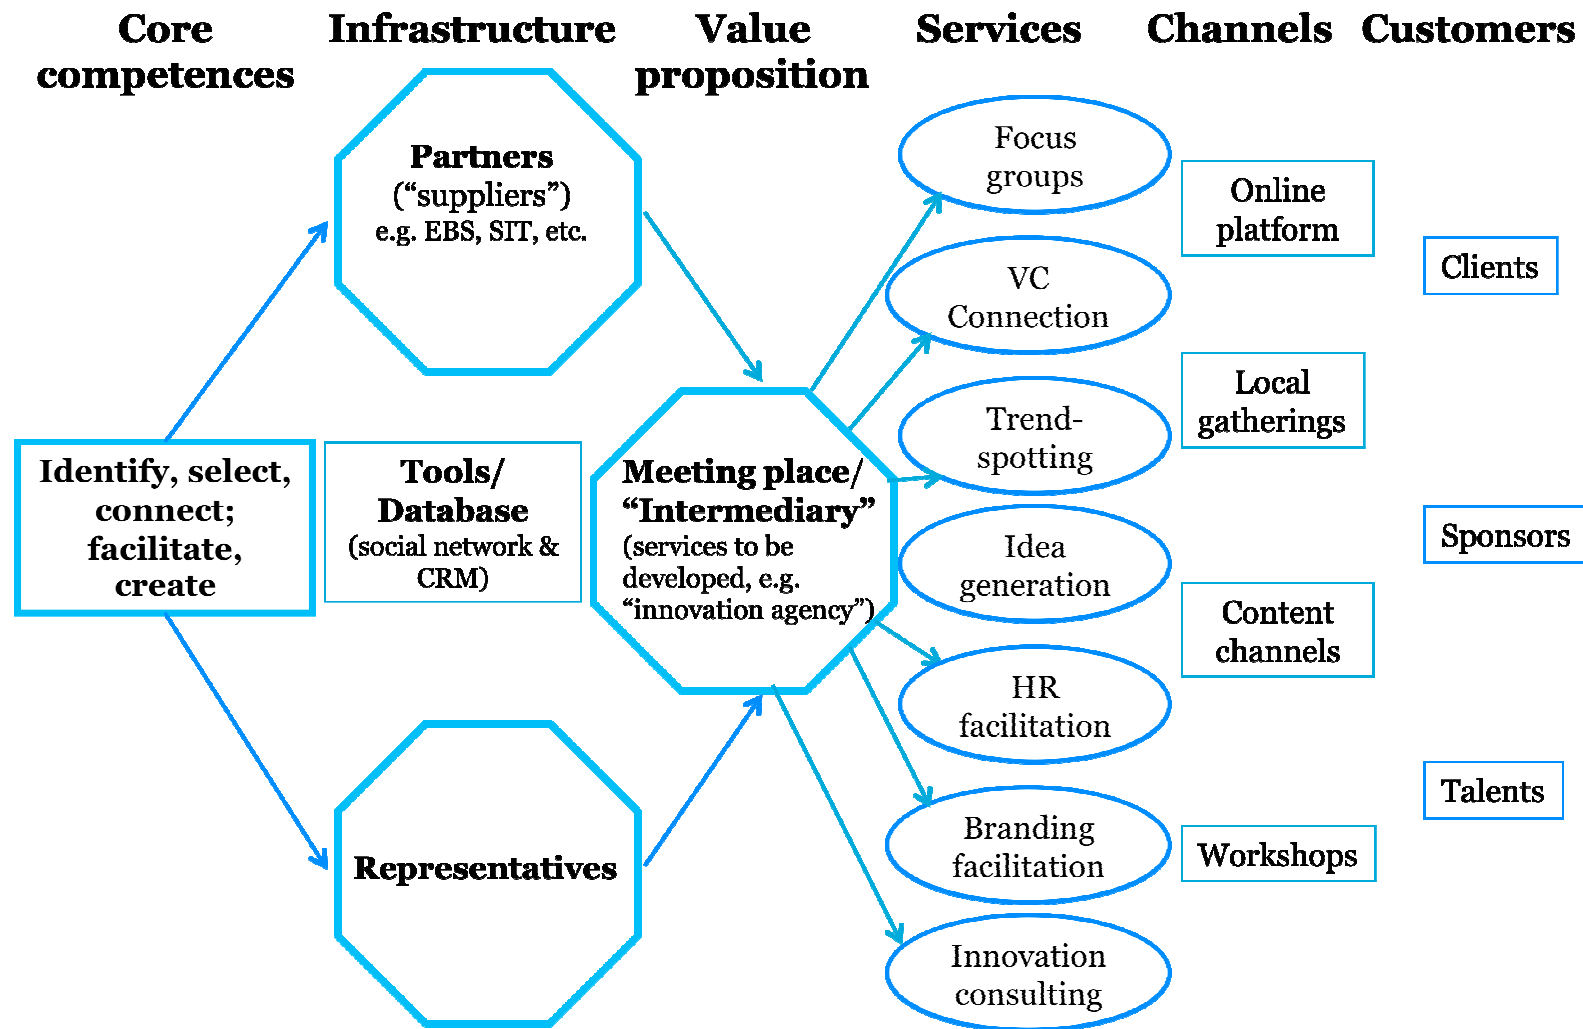 Core
competences
Infrastructure
Value
proposition
Services
Channels
Customers
Identify, select,
connect;
facilitate,
create
Partners
(“suppliers”)
e.g. EBS, SIT, etc.
Tools/
Database
(social network &
CRM)
Representatives
Meeting place/
“Intermediary”
(services to be
developed, e.g.
“innovation agency”)
Focus
groups
VC
Connection
Trend-
spotting
Idea
generation
HR
facilitation
Branding
facilitation
Innovation
consulting
Online
platform
Local
gatherings
Content
channels
Workshops
Clients
Sponsors
Talents